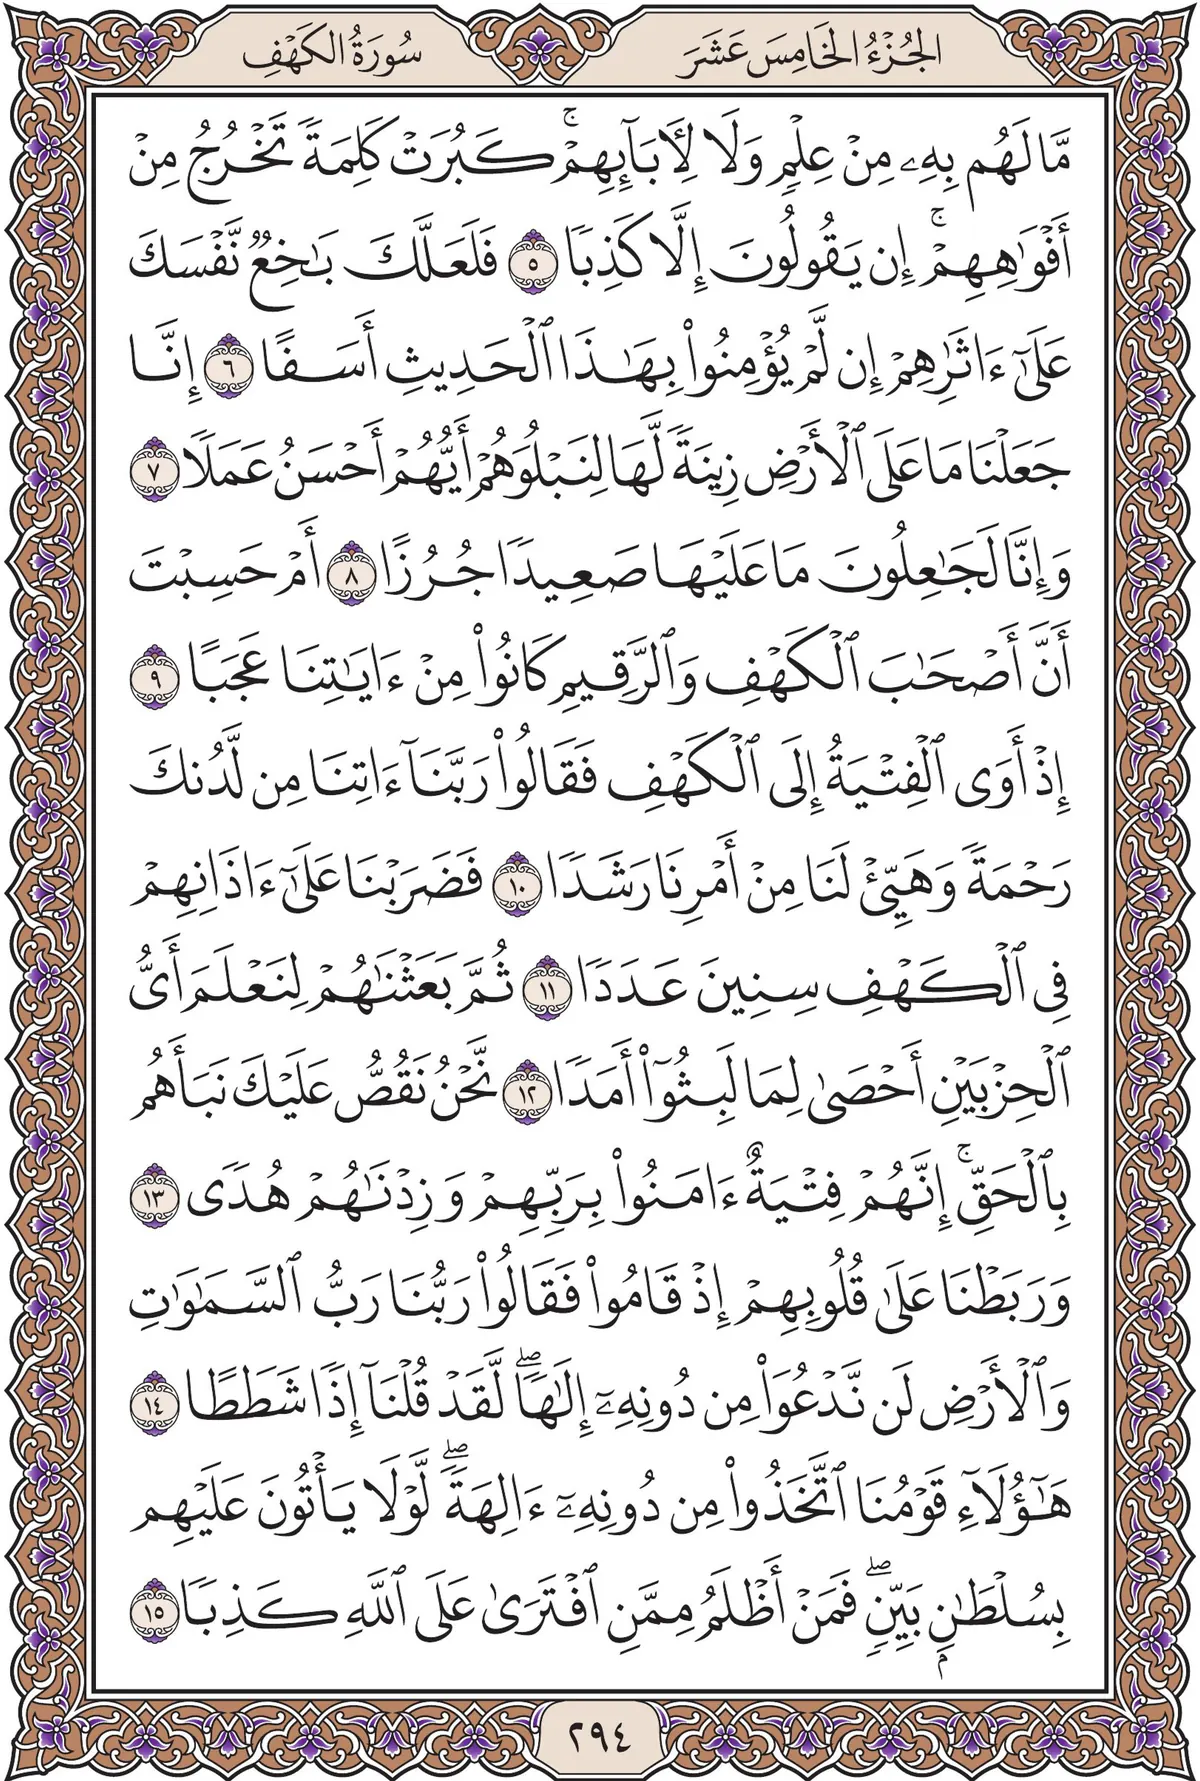 الجُزْءُ الخَامِسَ عَشَرَ
سُورَةُ الكَهْفِ
مَّا لَهُم بِهِۦ مِنْ عِلْمٖ وَلَا لِأٓبَآئِهِمْۚ كَبُرَتْ كَلِمَةٗ تَخْرُجُ مِنْ
أَفْوَٰهِهِمْۚ إِن يَقُولُونَ إِلَّا كَذِبٗا ٥ فَلَعَلَّكَ بَٰخِعٞ نَّفْسَكَ
عَلَىٰٓ ءَاثَٰرِهِمْ إِن لَّمْ يُؤْمِنُوا۟ بِهَٰذَا ٱلْحَدِيثِ أَسَفًا ٦ إِنَّا
جَعَلْنَا مَا عَلَى ٱلْأَرْضِ زِينَةٗ لَّهَا لِنَبْلُوَهُمْ أَيُّهُمْ أَحْسَنُ عَمَلٗا ٧
وَإِنَّا لَجَٰعِلُونَ مَا عَلَيْهَا صَعِيدٗا جُرُزًا ٨ أَمْ حَسِبْتَ
أَنَّ أَصْحَٰبَ ٱلْكَهْفِ وَٱلرَّقِيمِ كَانُوا۟ مِنْ ءَايَٰتِنَا عَجَبًا ٩
إِذْ أَوَى ٱلْفِتْيَةُ إِلَى ٱلْكَهْفِ فَقَالُوا۟ رَبَّنَآ ءَاتِنَا مِن لَّدُنكَ
رَحْمَةٗ وَهَيِّئْ لَنَا مِنْ أَمْرِنَا رَشَدٗا ١٠ فَضَرَبْنَا عَلَىٰٓ ءَاذَانِهِمْ
فِي ٱلْكَهْفِ سِنِينَ عَدَدٗا ١١ ثُمَّ بَعَثْنَٰهُمْ لِنَعْلَمَ أَيُّ
ٱلْحِزْبَيْنِ أَحْصَىٰ لِمَا لَبِثُوٓا۟ أَمَدٗا ١٢ نَّحْنُ نَقُصُّ عَلَيْكَ نَبَأَهُم
بِٱلْحَقِّۚ إِنَّهُمْ فِتْيَةٌ ءَامَنُوا۟ بِرَبِّهِمْ وَزِدْنَٰهُمْ هُدٗى ١٣
وَرَبَطْنَا عَلَىٰ قُلُوبِهِمْ إِذْ قَامُوا۟ فَقَالُوا۟ رَبُّنَا رَبُّ ٱلسَّمَٰوَٰتِ
وَٱلْأَرْضِ لَن نَّدْعُوَا۟ مِن دُونِهِۦٓ إِلَٰهٗاۖ لَّقَدْ قُلْنَآ إِذٗا شَطَطًا ١٤
هَٰٓؤُلَآءِ قَوْمُنَا ٱتَّخَذُوا۟ مِن دُونِهِۦٓ ءَالِهَةٗۖ لَّوْلَا يَأْتُونَ عَلَيْهِم
بِسُلْطَٰنِۭ بَيِّنٖۖ فَمَنْ أَظْلَمُ مِمَّنِ ٱفْتَرَىٰ عَلَى ٱللَّهِ كَذِبٗا ١٥
٢٩٤